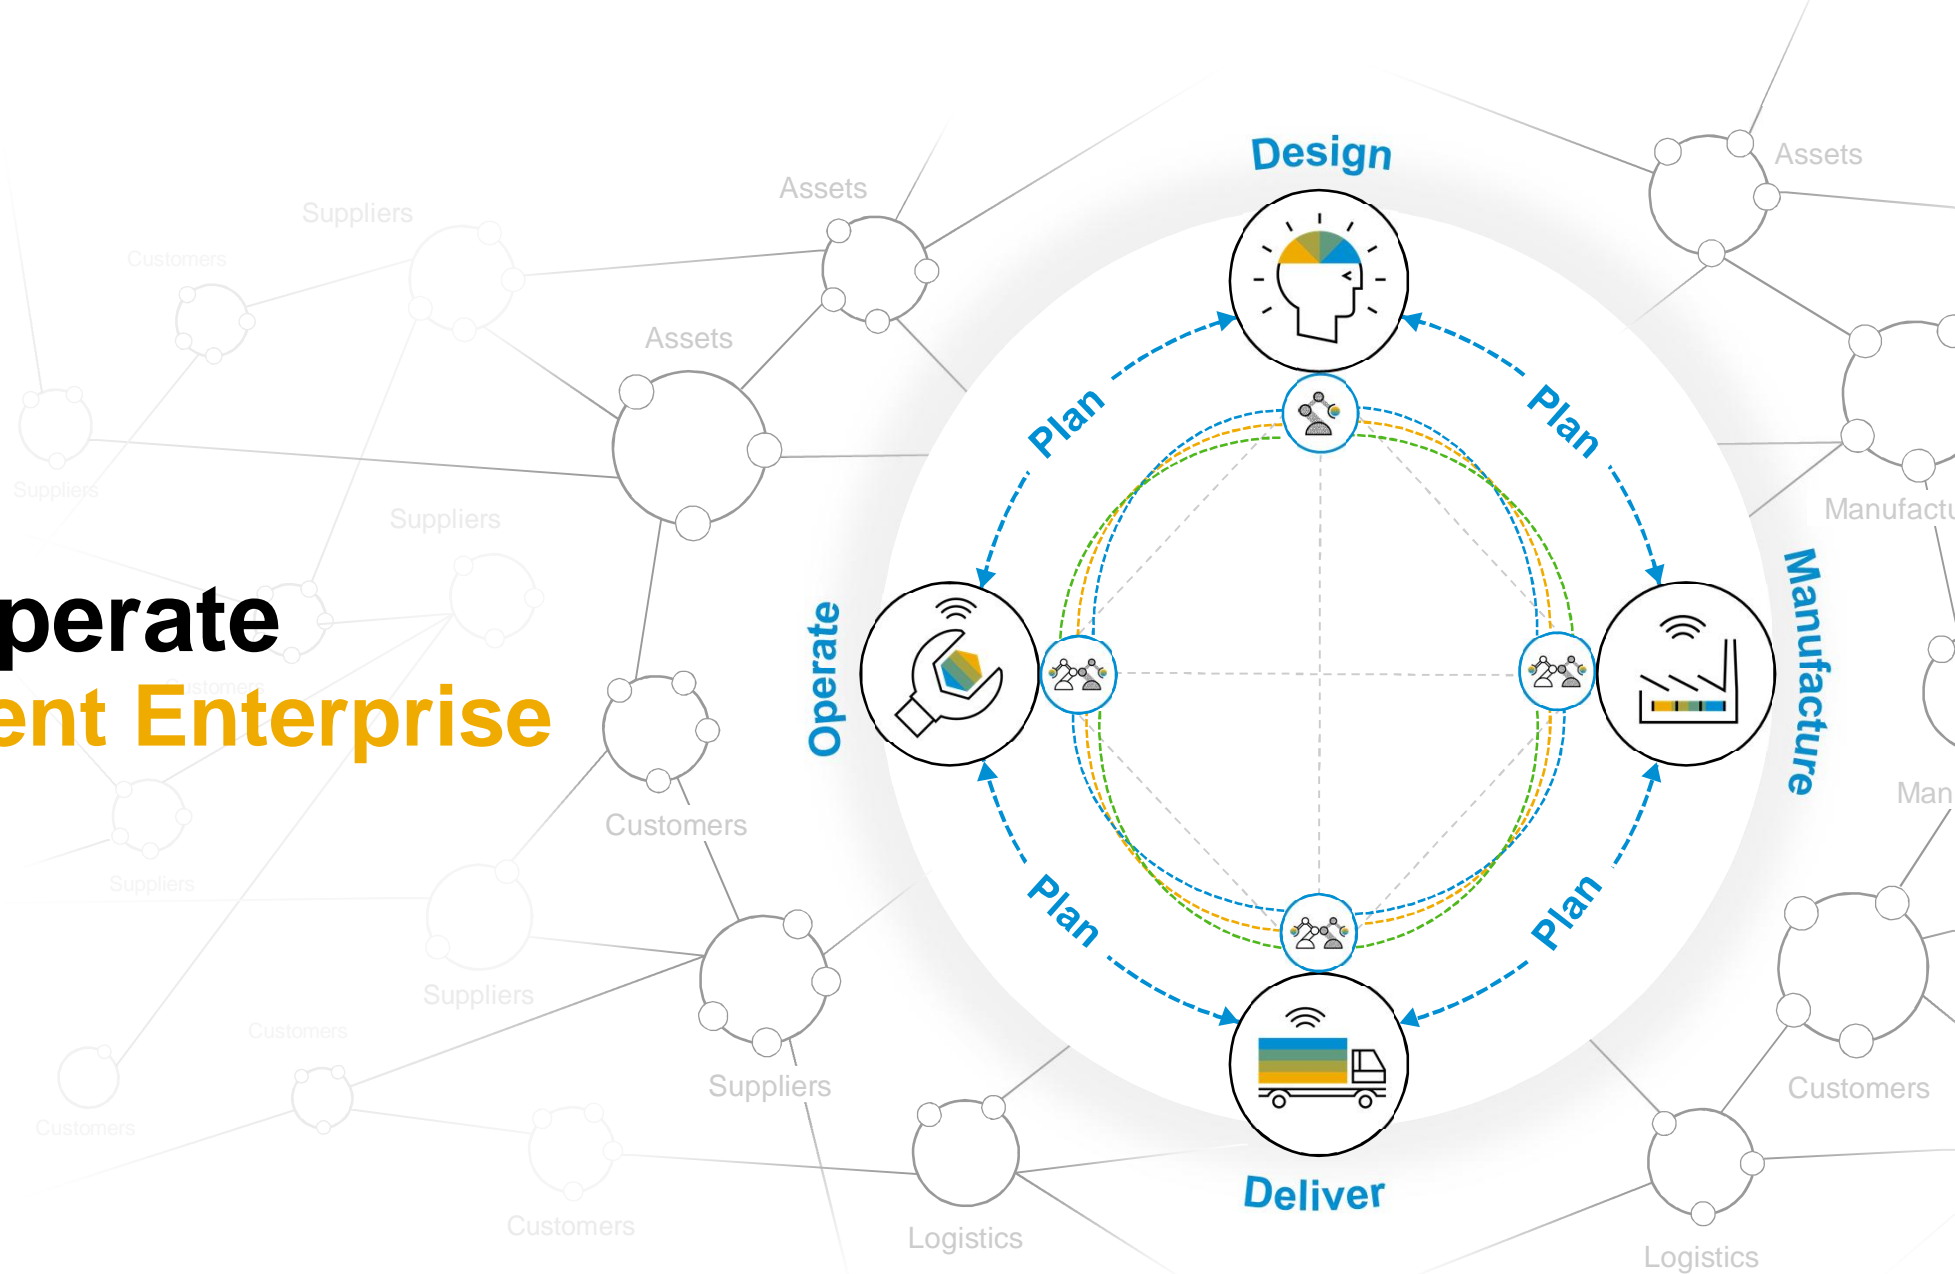 Design
Assets
Assets
Suppliers
Customers
Assets
Plan
Plan
Suppliers
Suppliers
Manufactu
perate
ent Enterprise
Customers
Operate
Manufacture
Customers
Man
Suppliers
Plan
Plan
Suppliers
Customers
Suppliers
Customers
Customers
Deliver
Customers
Logistics
Logistics